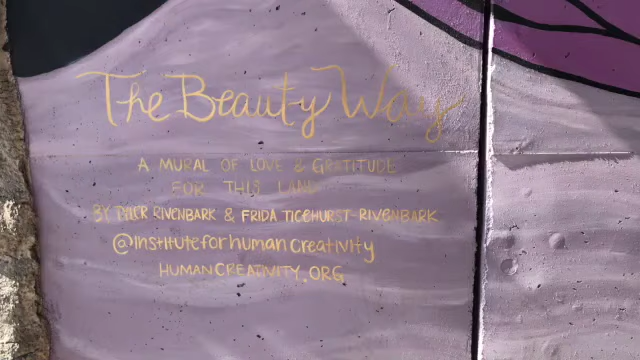 The Beauty Way
A MURAL OF LOVE & GRATITUDE
FOR THIS LAND
BY TYLER RIVENBARK & FRIDA TICEHURST-RIVENBARK
@instituteforhumancreativity
HUMANCREATIVITY.ORG